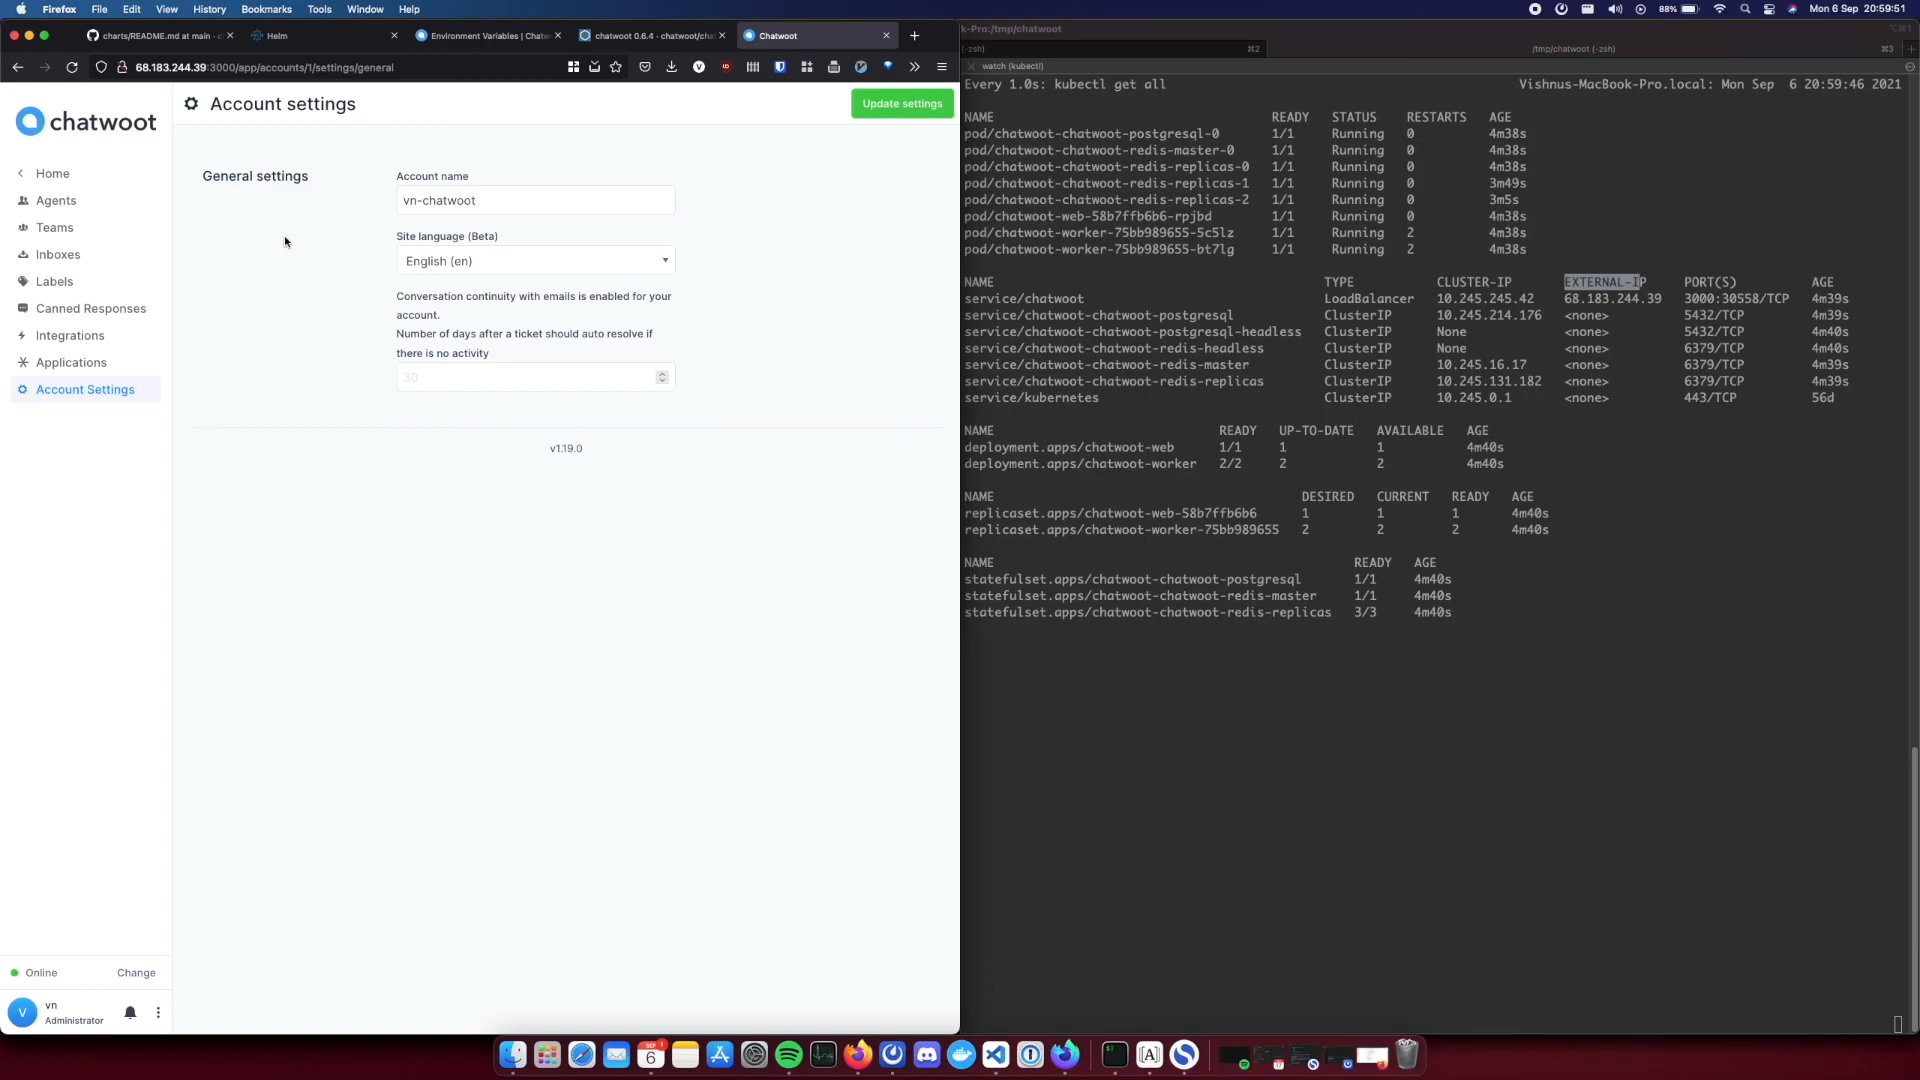 Firefox File Edit View History Bookmarks Tools Window Help
88% Mon 6 Sep 20:59:51
charts/README.md at main · c
Helm
Environment Variables | Chatw
chatwoot 0.6.4 · chatwoot/cha
Chatwoot
68.183.244.39:3000/app/accounts/1/settings/general
chatwoot
Home
Agents
Teams
Inboxes
Labels
Canned Responses
Integrations
Applications
Account Settings
Online Change
V
vn
Administrator
Account settings
Update settings
General settings
Account name
vn-chatwoot
Site language (Beta)
English (en)
Conversation continuity with emails is enabled for your
account.
Number of days after a ticket should auto resolve if
there is no activity
30
v1.19.0
k-Pro:/tmp/chatwoot ⌥⌘1
(-zsh) ⌘2 /tmp/chatwoot (-zsh) ⌘3
watch (kubectl)
Every 1.0s: kubectl get all Vishnus-MacBook-Pro.local: Mon Sep 6 20:59:46 2021
NAME READY STATUS RESTARTS AGE
pod/chatwoot-chatwoot-postgresql-0 1/1 Running 0 4m38s
pod/chatwoot-chatwoot-redis-master-0 1/1 Running 0 4m38s
pod/chatwoot-chatwoot-redis-replicas-0 1/1 Running 0 4m38s
pod/chatwoot-chatwoot-redis-replicas-1 1/1 Running 0 3m49s
pod/chatwoot-chatwoot-redis-replicas-2 1/1 Running 0 3m5s
pod/chatwoot-web-58b7ffb6b6-rpjbd 1/1 Running 0 4m38s
pod/chatwoot-worker-75bb989655-5c5lz 1/1 Running 2 4m38s
pod/chatwoot-worker-75bb989655-bt7lg 1/1 Running 2 4m38s
NAME TYPE CLUSTER-IP EXTERNAL-IP PORT(S) AGE
service/chatwoot LoadBalancer 10.245.245.42 68.183.244.39 3000:30558/TCP 4m39s
service/chatwoot-chatwoot-postgresql ClusterIP 10.245.214.176 <none> 5432/TCP 4m39s
service/chatwoot-chatwoot-postgresql-headless ClusterIP None <none> 5432/TCP 4m40s
service/chatwoot-chatwoot-redis-headless ClusterIP None <none> 6379/TCP 4m40s
service/chatwoot-chatwoot-redis-master ClusterIP 10.245.16.17 <none> 6379/TCP 4m39s
service/chatwoot-chatwoot-redis-replicas ClusterIP 10.245.131.182 <none> 6379/TCP 4m39s
service/kubernetes ClusterIP 10.245.0.1 <none> 443/TCP 56d
NAME READY UP-TO-DATE AVAILABLE AGE
deployment.apps/chatwoot-web 1/1 1 1 4m40s
deployment.apps/chatwoot-worker 2/2 2 2 4m40s
NAME DESIRED CURRENT READY AGE
replicaset.apps/chatwoot-web-58b7ffb6b6 1 1 1 4m40s
replicaset.apps/chatwoot-worker-75bb989655 2 2 2 4m40s
NAME READY AGE
statefulset.apps/chatwoot-chatwoot-postgresql 1/1 4m40s
statefulset.apps/chatwoot-chatwoot-redis-master 1/1 4m40s
statefulset.apps/chatwoot-chatwoot-redis-replicas 3/3 4m40s
SEP
6
1